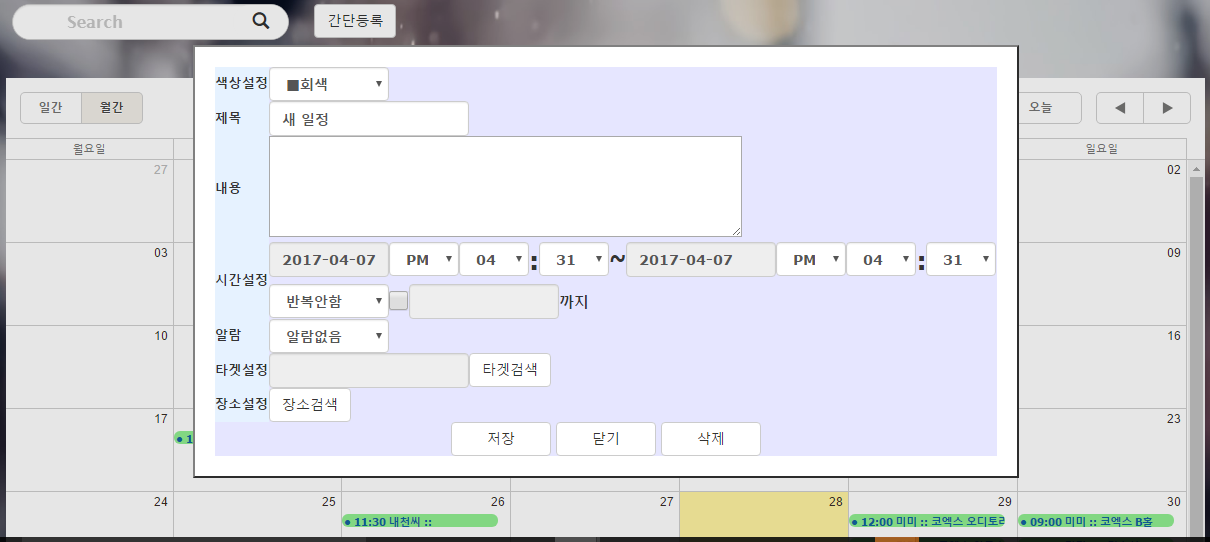 Search 간단등록
색상설정 ■회색
일간 월간 오늘 ◀ ▶
제목 새 일정
월요일 일요일
27 02
내용
03 2017-04-07 PM 04 : 31 ~ 2017-04-07 PM 04 : 31 09
시간설정
반복안함 까지
10 알람 알람없음 16
타겟설정 타겟검색
장소설정 장소검색
17 23
• 1
저장 닫기 삭제
24 25 26 27 28 29 30
• 11:30 내천씨 :: • 12:00 미미 :: 코엑스 오디토리 • 09:00 미미 :: 코엑스 B홀